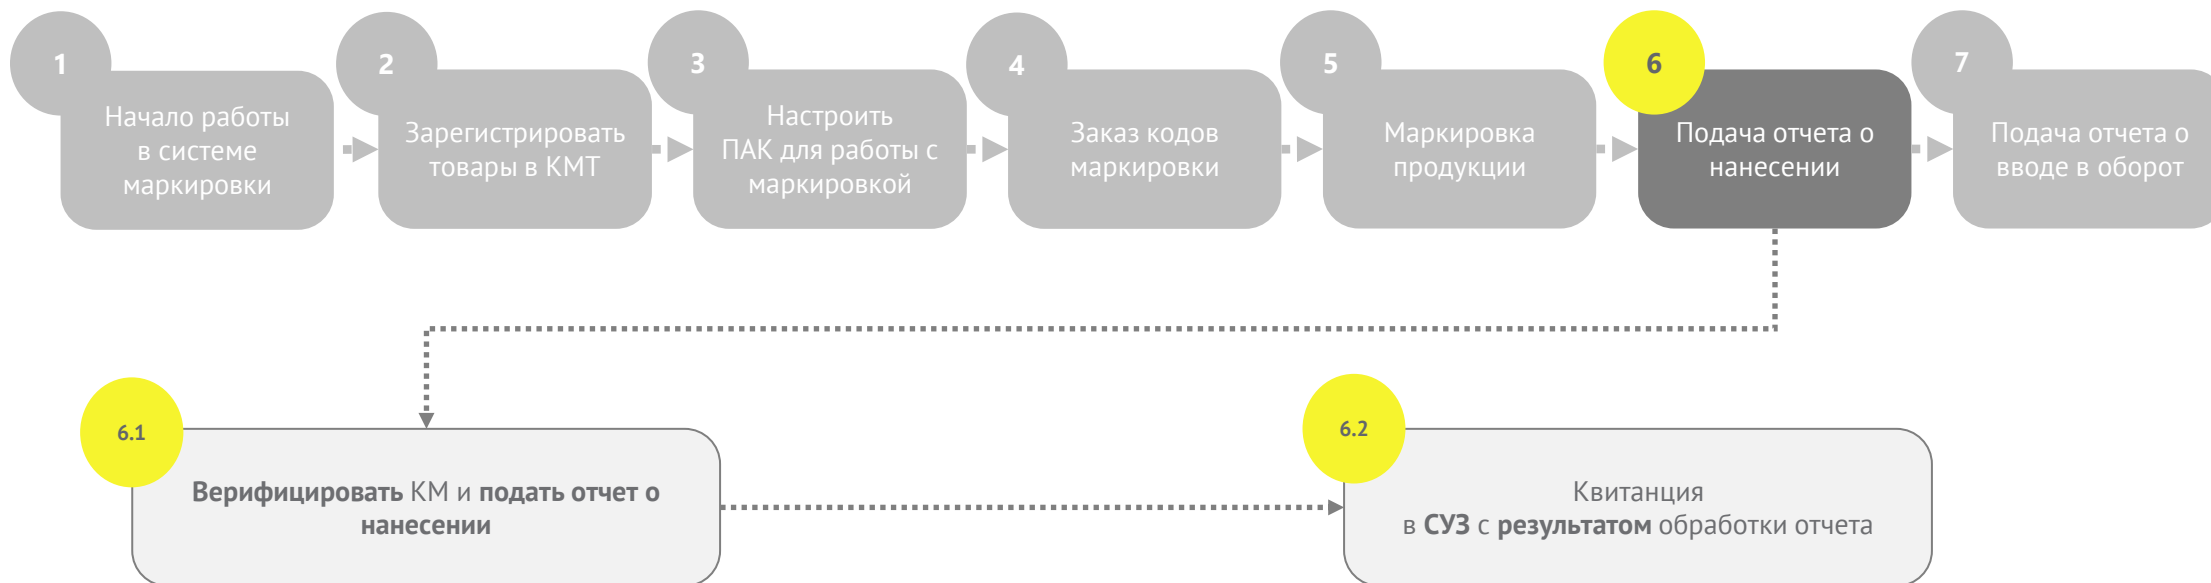 1
Начало работы
в системе
маркировки
2
Зарегистрировать
товары в КМТ
3
Настроить
ПАК для работы с
маркировкой
4
Заказ кодов
маркировки
5
Маркировка
продукции
6
Подача отчета о
нанесении
7
Подача отчета о
вводе в оборот
6.1
Верифицировать КМ и подать отчет о
нанесении
6.2
Квитанция
в СУЗ с результатом обработки отчета